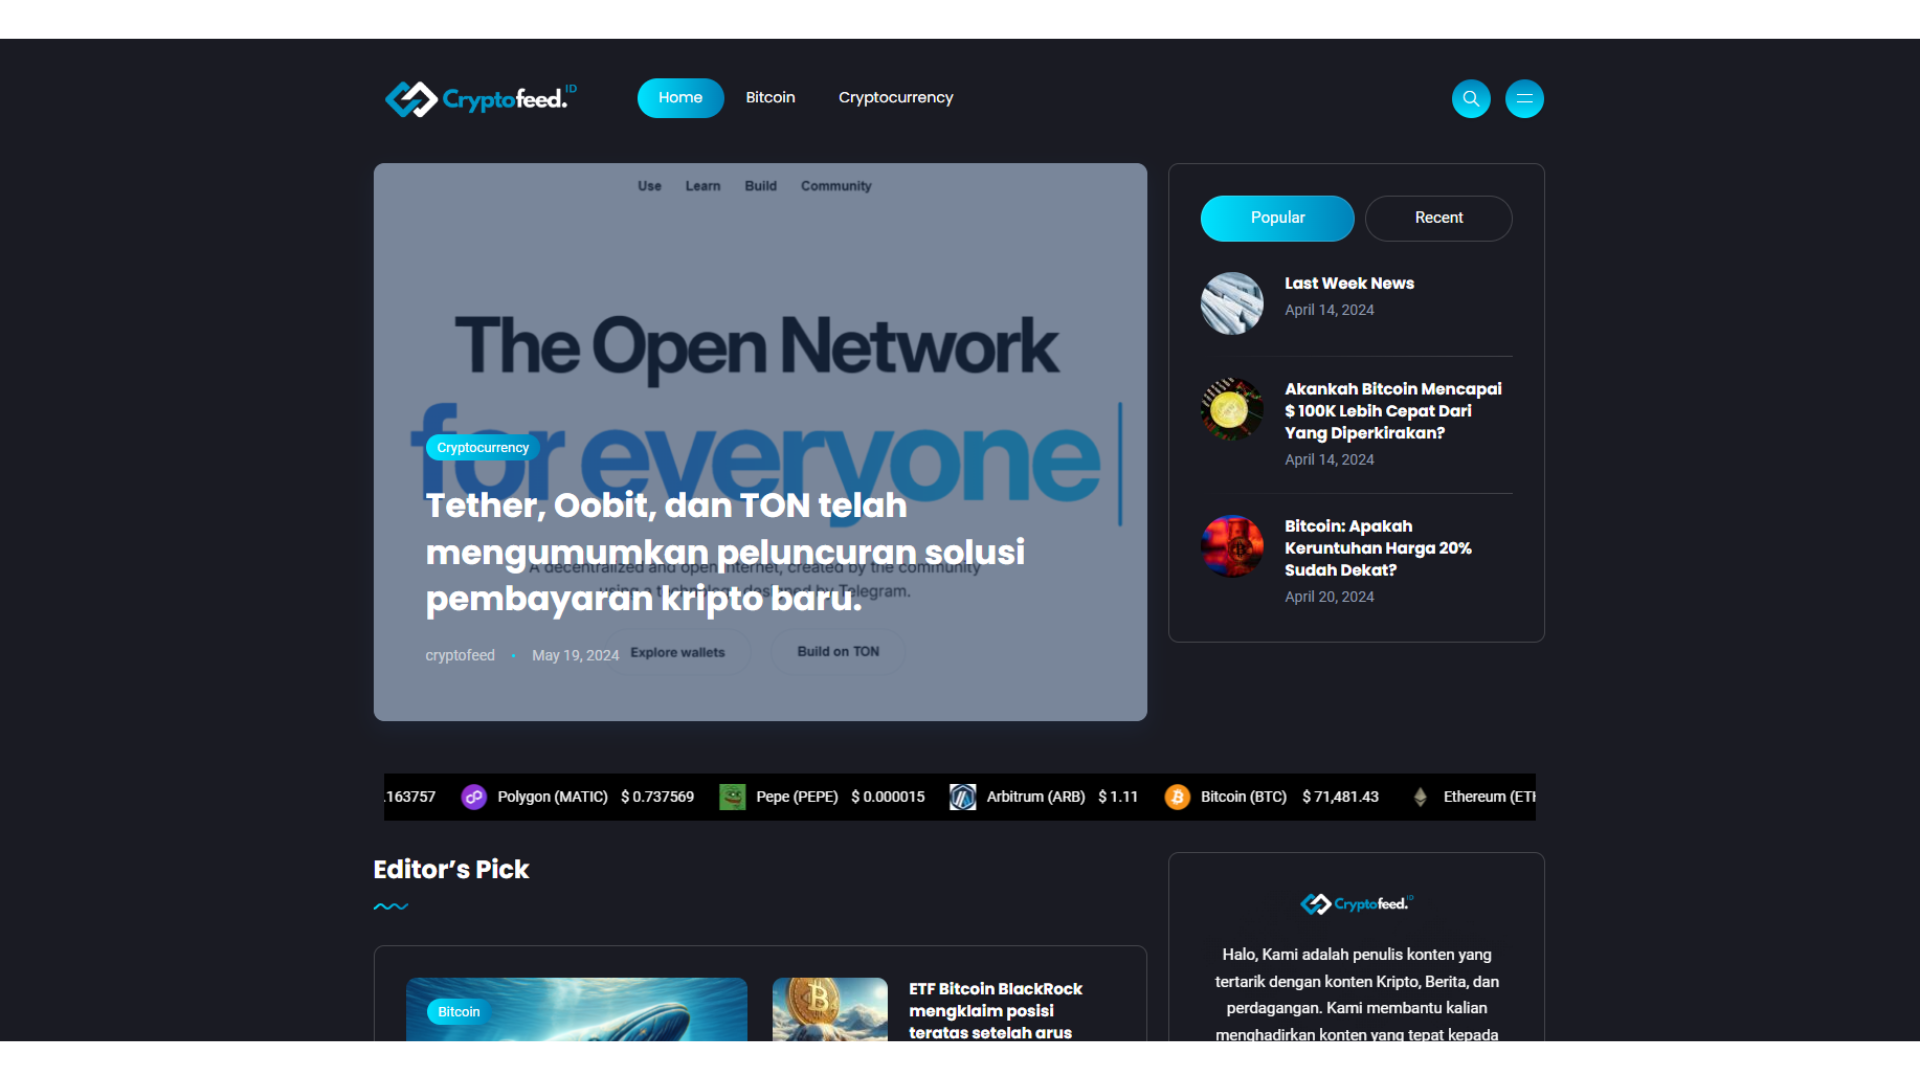 Cryptofeed.ID
Home
Bitcoin
Cryptocurrency
Use Learn Build Community
The Open Network
for everyone
Cryptocurrency
Tether, Oobit, dan TON telah
mengumumkan peluncuran solusi
pembayaran kripto baru.
A decentralized and open internet, created by the community
using a technology designed by Telegram.
cryptofeed • May 19, 2024
Explore wallets
Build on TON
Popular
Recent
Last Week News
April 14, 2024
Akankah Bitcoin Mencapai
$ 100K Lebih Cepat Dari
Yang Diperkirakan?
April 14, 2024
Bitcoin: Apakah
Keruntuhan Harga 20%
Sudah Dekat?
April 20, 2024
.163757 Polygon (MATIC) $ 0.737569 Pepe (PEPE) $ 0.000015 Arbitrum (ARB) $ 1.11 Bitcoin (BTC) $ 71,481.43 Ethereum (ETH
Editor's Pick
Bitcoin
ETF Bitcoin BlackRock
mengklaim posisi
teratas setelah arus
Cryptofeed.ID
Halo, Kami adalah penulis konten yang
tertarik dengan konten Kripto, Berita, dan
perdagangan. Kami membantu kalian
menghadirkan konten yang tepat kepada